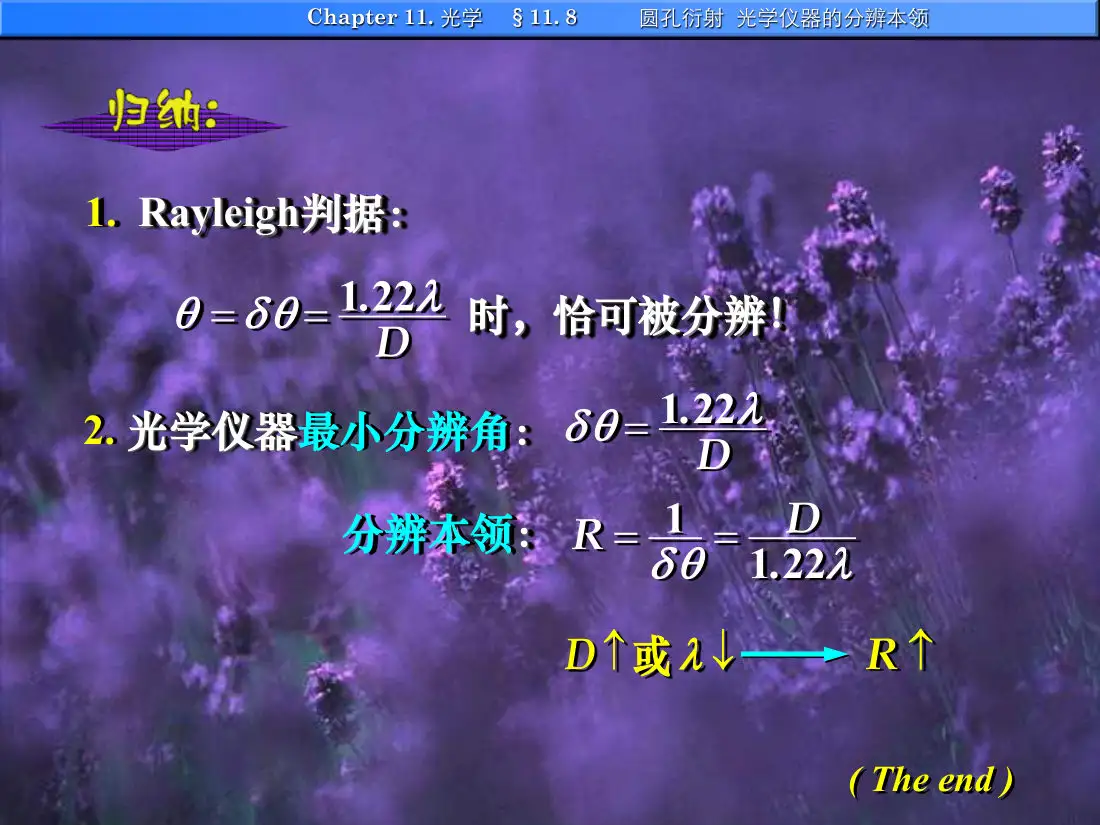 Chapter 11. 光学 §11. 8 圆孔衍射 光学仪器的分辨本领
归纳:
1. Rayleigh判据：
θ = δθ = 1.22λ / D 时，恰可被分辨！
2. 光学仪器最小分辨角： δθ = 1.22λ / D
分辨本领： R = 1 / δθ = D / 1.22λ
D↑或 λ↓ → R↑
( The end )